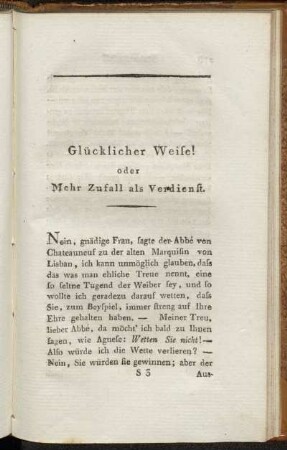 Glücklicher Weiſe!
oder
Mehr Zufall als Verdienſt.
Nein, gnädige Frau, ſagte der Abbé von
Chateauneuf zu der alten Marquiſin von
Lisban, ich kann unmöglich glauben, daſs
das was man ehliche Treue nennt, eine
ſo ſeltne Tugend der Weiber ſey, und ſo
wollte ich geradezu darauf wetten, daſs
Sie, zum Beyſpiel, immer ſtreng auf Ihre
Ehre gehalten haben. — Meiner Treu,
lieber Abbé, da möcht' ich bald zu Ihnen
ſagen, wie Agneſe: Wetten Sie nicht! —
Alſo würde ich die Wette verlieren? —
Nein, Sie würden ſie gewinnen; aber der
S 5 Aus-